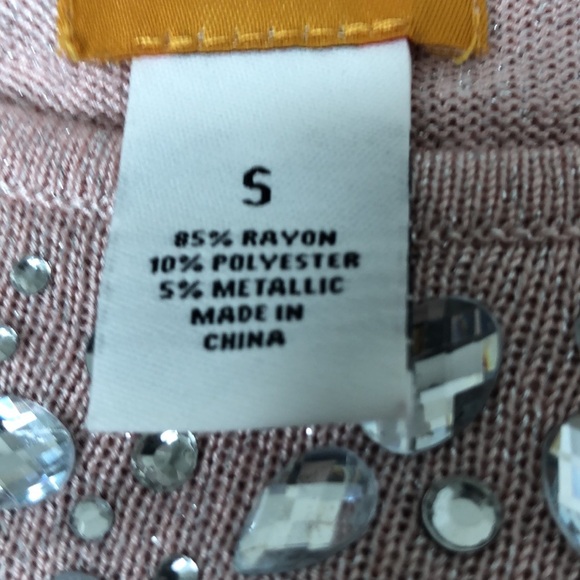 S
85% RAYON
10% POLYESTER
5% METALLIC
MADE IN
CHINA